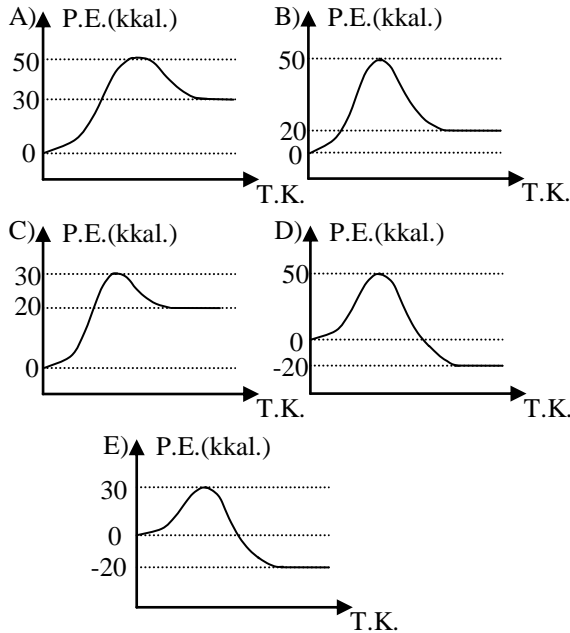 A) P.E.(kkal.)
50
30
0
T.K.
B) P.E.(kkal.)
50
20
0
T.K.
C) P.E.(kkal.)
30
20
0
T.K.
D) P.E.(kkal.)
50
0
-20
T.K.
E) P.E.(kkal.)
30
0
-20
T.K.